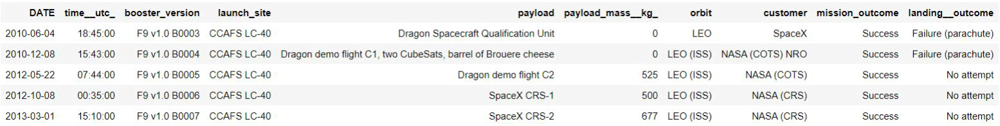 DATE time__utc_ booster_version launch_site payload payload_mass__kg_ orbit customer mission_outcome landing__outcome
2010-06-04 18:45:00 F9 v1.0 B0003 CCAFS LC-40 Dragon Spacecraft Qualification Unit 0 LEO SpaceX Success Failure (parachute)
2010-12-08 15:43:00 F9 v1.0 B0004 CCAFS LC-40 Dragon demo flight C1, two CubeSats, barrel of Brouere cheese 0 LEO (ISS) NASA (COTS) NRO Success Failure (parachute)
2012-05-22 07:44:00 F9 v1.0 B0005 CCAFS LC-40 Dragon demo flight C2 525 LEO (ISS) NASA (COTS) Success No attempt
2012-10-08 00:35:00 F9 v1.0 B0006 CCAFS LC-40 SpaceX CRS-1 500 LEO (ISS) NASA (CRS) Success No attempt
2013-03-01 15:10:00 F9 v1.0 B0007 CCAFS LC-40 SpaceX CRS-2 677 LEO (ISS) NASA (CRS) Success No attempt